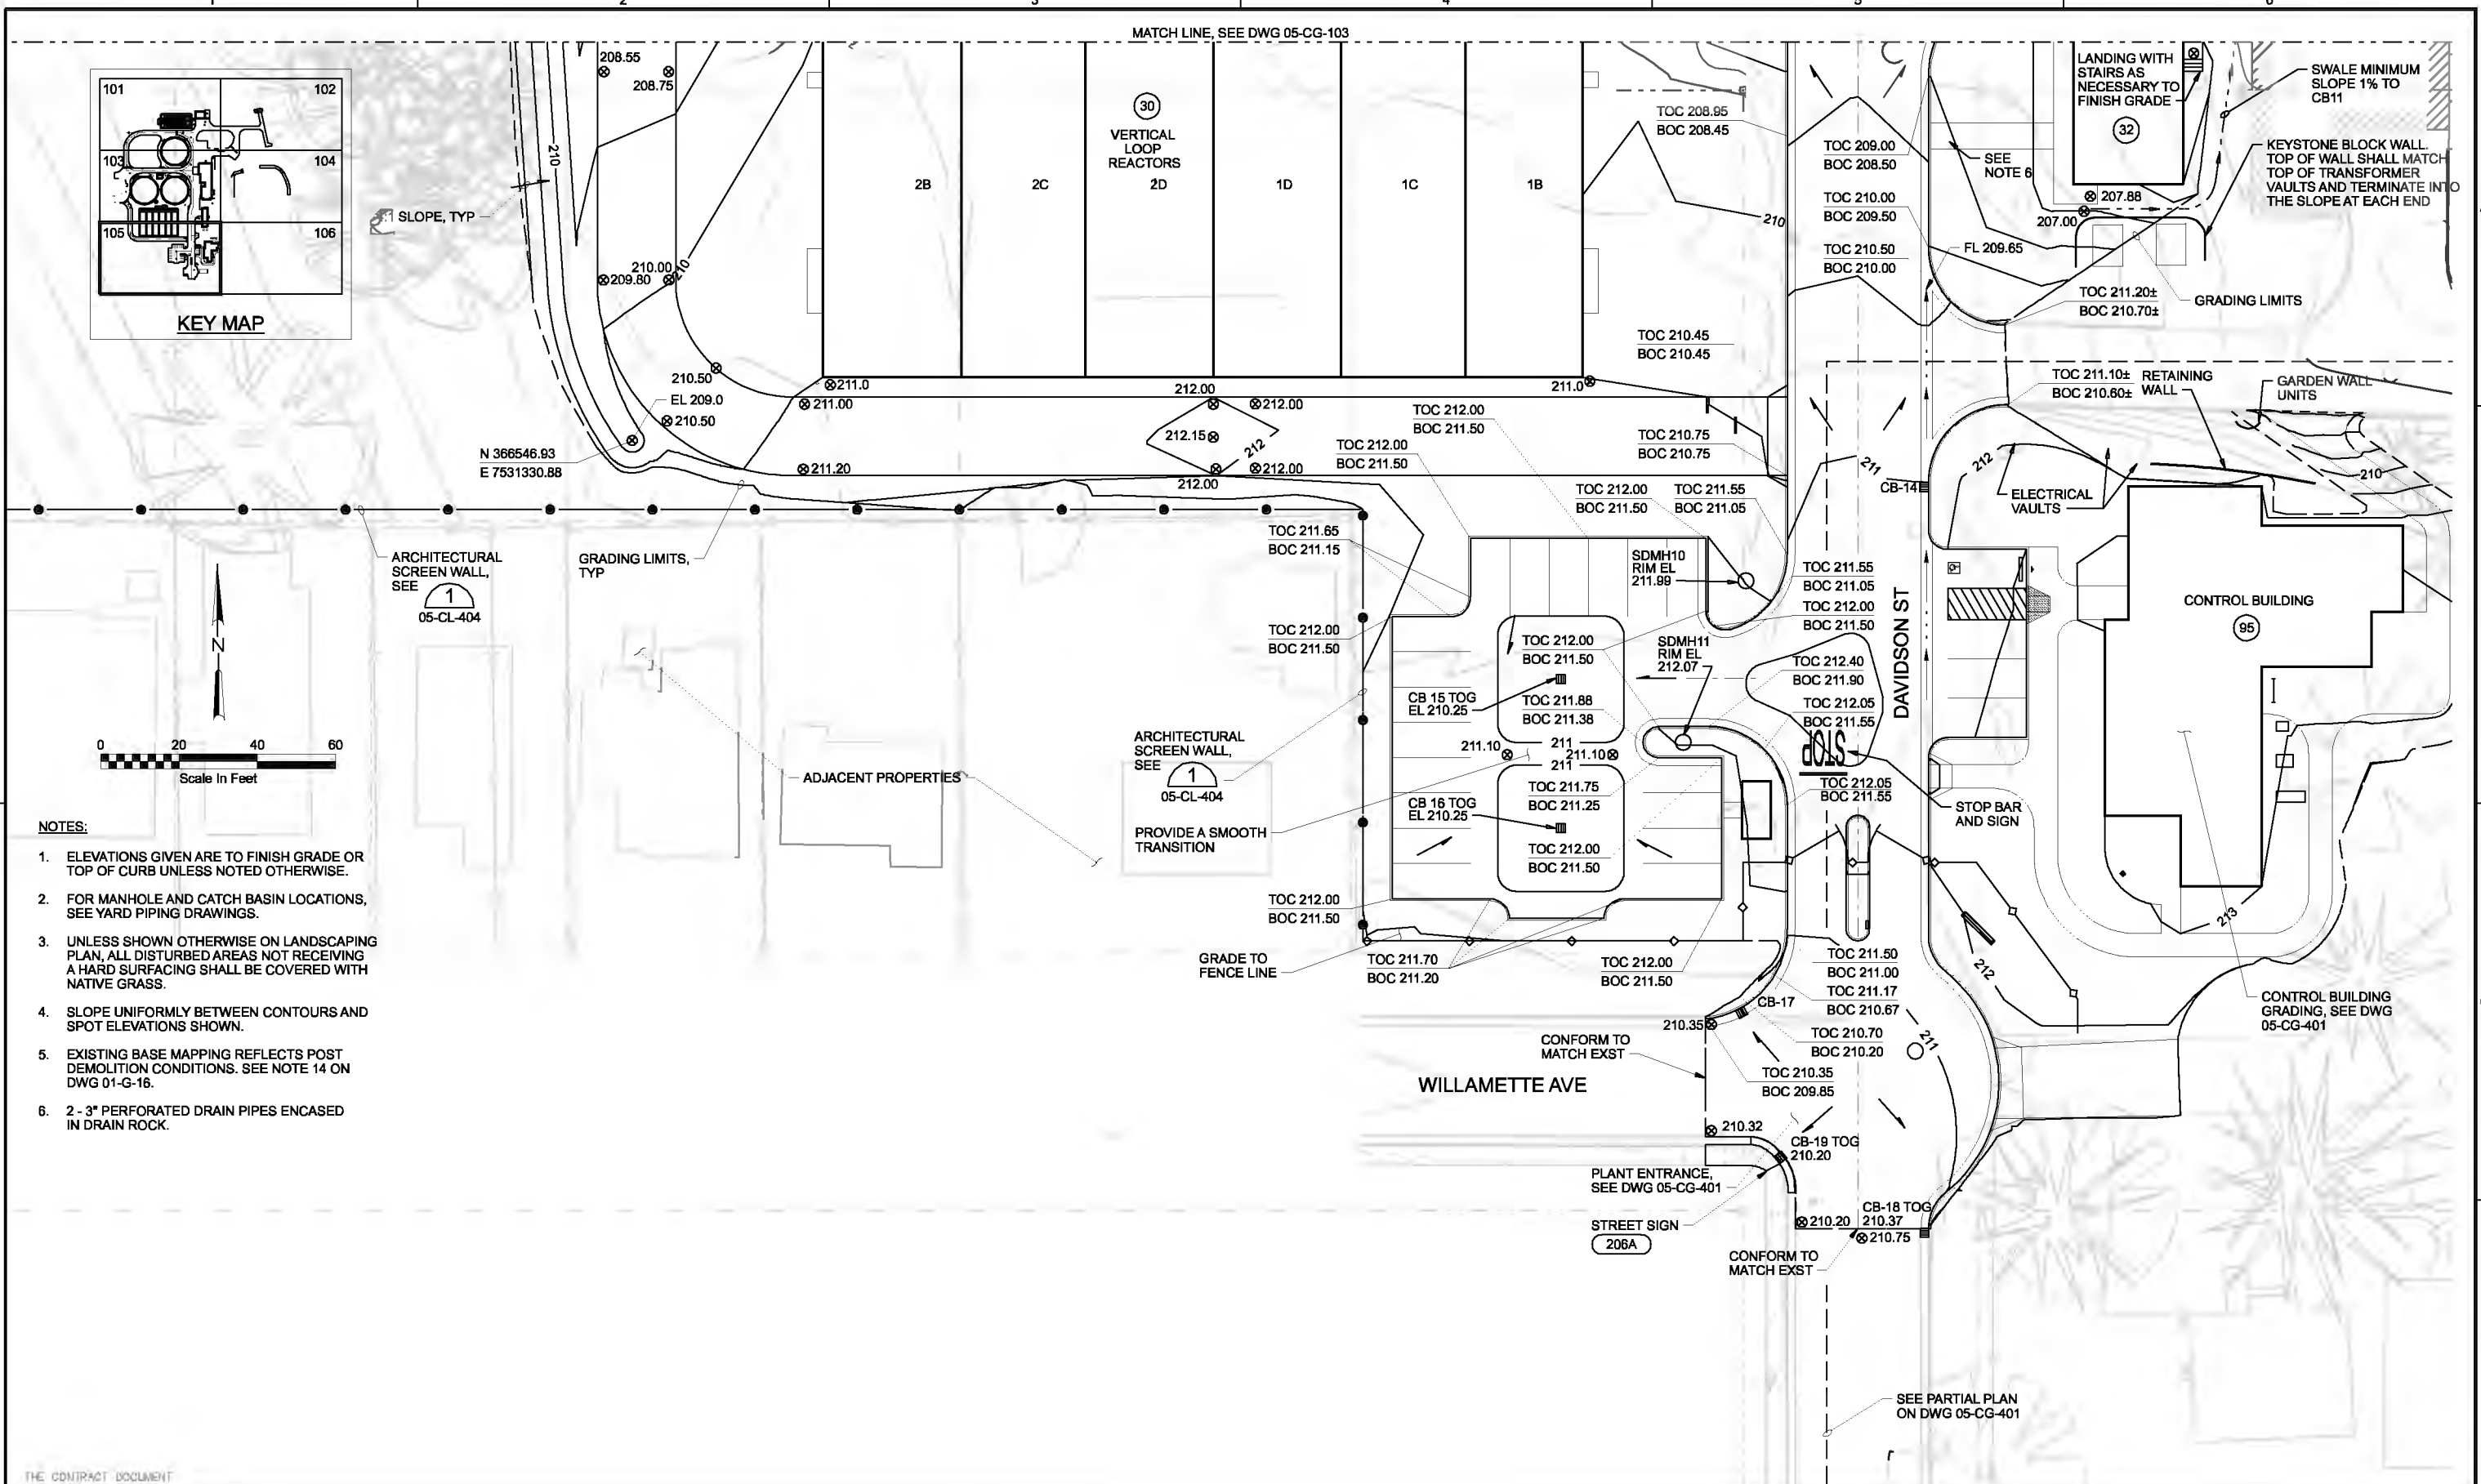 MATCH LINE, SEE DWG 05-CG-103
101
102
103
104
105
106
KEY MAP
SLOPE, TYP
210
208.55
208.75
210.00
209.80
210
30
VERTICAL
LOOP
REACTORS
2B
2C
2D
1D
1C
1B
TOC 208.95
BOC 208.45
210
TOC 209.00
BOC 208.50
TOC 210.00
BOC 209.50
TOC 210.50
BOC 210.00
SEE
NOTE 6
FL 209.65
LANDING WITH
STAIRS AS
NECESSARY TO
FINISH GRADE
32
SWALE MINIMUM
SLOPE 1% TO
CB11
KEYSTONE BLOCK WALL.
TOP OF WALL SHALL MATCH
TOP OF TRANSFORMER
VAULTS AND TERMINATE INTO
THE SLOPE AT EACH END
207.88
207.00
TOC 211.20±
BOC 210.70±
GRADING LIMITS
TOC 210.45
BOC 210.45
TOC 211.10±
BOC 210.60±
RETAINING
WALL
GARDEN WALL
UNITS
210.50
EL 209.0
210.50
N 366546.93
E 7531330.88
211.0
211.00
211.20
212.00
212.00
212.15
212
212.00
212.00
211.0
TOC 212.00
BOC 211.50
TOC 212.00
BOC 211.50
TOC 210.75
BOC 210.75
TOC 212.00
BOC 211.50
TOC 211.55
BOC 211.05
211
CB-14
212
ELECTRICAL
VAULTS
210
ARCHITECTURAL
SCREEN WALL,
SEE
1
05-CL-404
GRADING LIMITS,
TYP
TOC 211.65
BOC 211.15
SDMH10
RIM EL
211.99
TOC 211.55
BOC 211.05
TOC 212.00
BOC 211.50
DAVIDSON ST
CONTROL BUILDING
95
N
TOC 212.00
BOC 211.50
TOC 212.00
BOC 211.50
SDMH11
RIM EL
212.07
TOC 212.40
BOC 211.90
CB 15 TOG
EL 210.25
TOC 211.88
BOC 211.38
TOC 212.05
BOC 211.55
STOP
0 20 40 60
Scale In Feet
ADJACENT PROPERTIES
ARCHITECTURAL
SCREEN WALL,
SEE
1
05-CL-404
PROVIDE A SMOOTH
TRANSITION
211.10
211
211
211.10
CB 16 TOG
EL 210.25
TOC 211.75
BOC 211.25
TOC 212.00
BOC 211.50
TOC 212.05
BOC 211.55
STOP BAR
AND SIGN
NOTES:
1. ELEVATIONS GIVEN ARE TO FINISH GRADE OR
TOP OF CURB UNLESS NOTED OTHERWISE.
2. FOR MANHOLE AND CATCH BASIN LOCATIONS,
SEE YARD PIPING DRAWINGS.
3. UNLESS SHOWN OTHERWISE ON LANDSCAPING
PLAN, ALL DISTURBED AREAS NOT RECEIVING
A HARD SURFACING SHALL BE COVERED WITH
NATIVE GRASS.
4. SLOPE UNIFORMLY BETWEEN CONTOURS AND
SPOT ELEVATIONS SHOWN.
5. EXISTING BASE MAPPING REFLECTS POST
DEMOLITION CONDITIONS. SEE NOTE 14 ON
DWG 01-G-16.
6. 2 - 3" PERFORATED DRAIN PIPES ENCASED
IN DRAIN ROCK.
TOC 212.00
BOC 211.50
GRADE TO
FENCE LINE
TOC 211.70
BOC 211.20
TOC 212.00
BOC 211.50
TOC 211.50
BOC 211.00
TOC 211.17
BOC 210.67
213
212
CONTROL BUILDING
GRADING, SEE DWG
05-CG-401
CB-17
210.35
CONFORM TO
MATCH EXST
TOC 210.70
BOC 210.20
211
TOC 210.35
BOC 209.85
WILLAMETTE AVE
210.32
CB-19 TOG
210.20
PLANT ENTRANCE,
SEE DWG 05-CG-401
STREET SIGN
206A
210.20
CB-18 TOG
210.37
210.75
CONFORM TO
MATCH EXST
SEE PARTIAL PLAN
ON DWG 05-CG-401
THE CONTRACT DOCUMENT